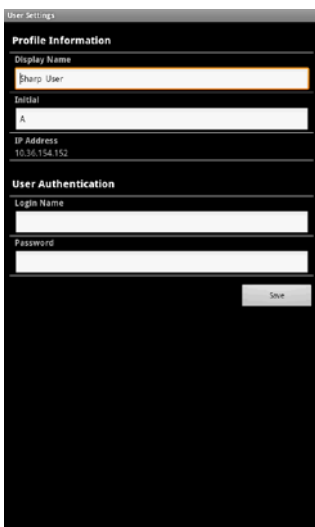 User Settings
Profile Information
Display Name
Sharp User
Initial
A
IP Address
10.36.154.152
User Authentication
Login Name
Password
Save